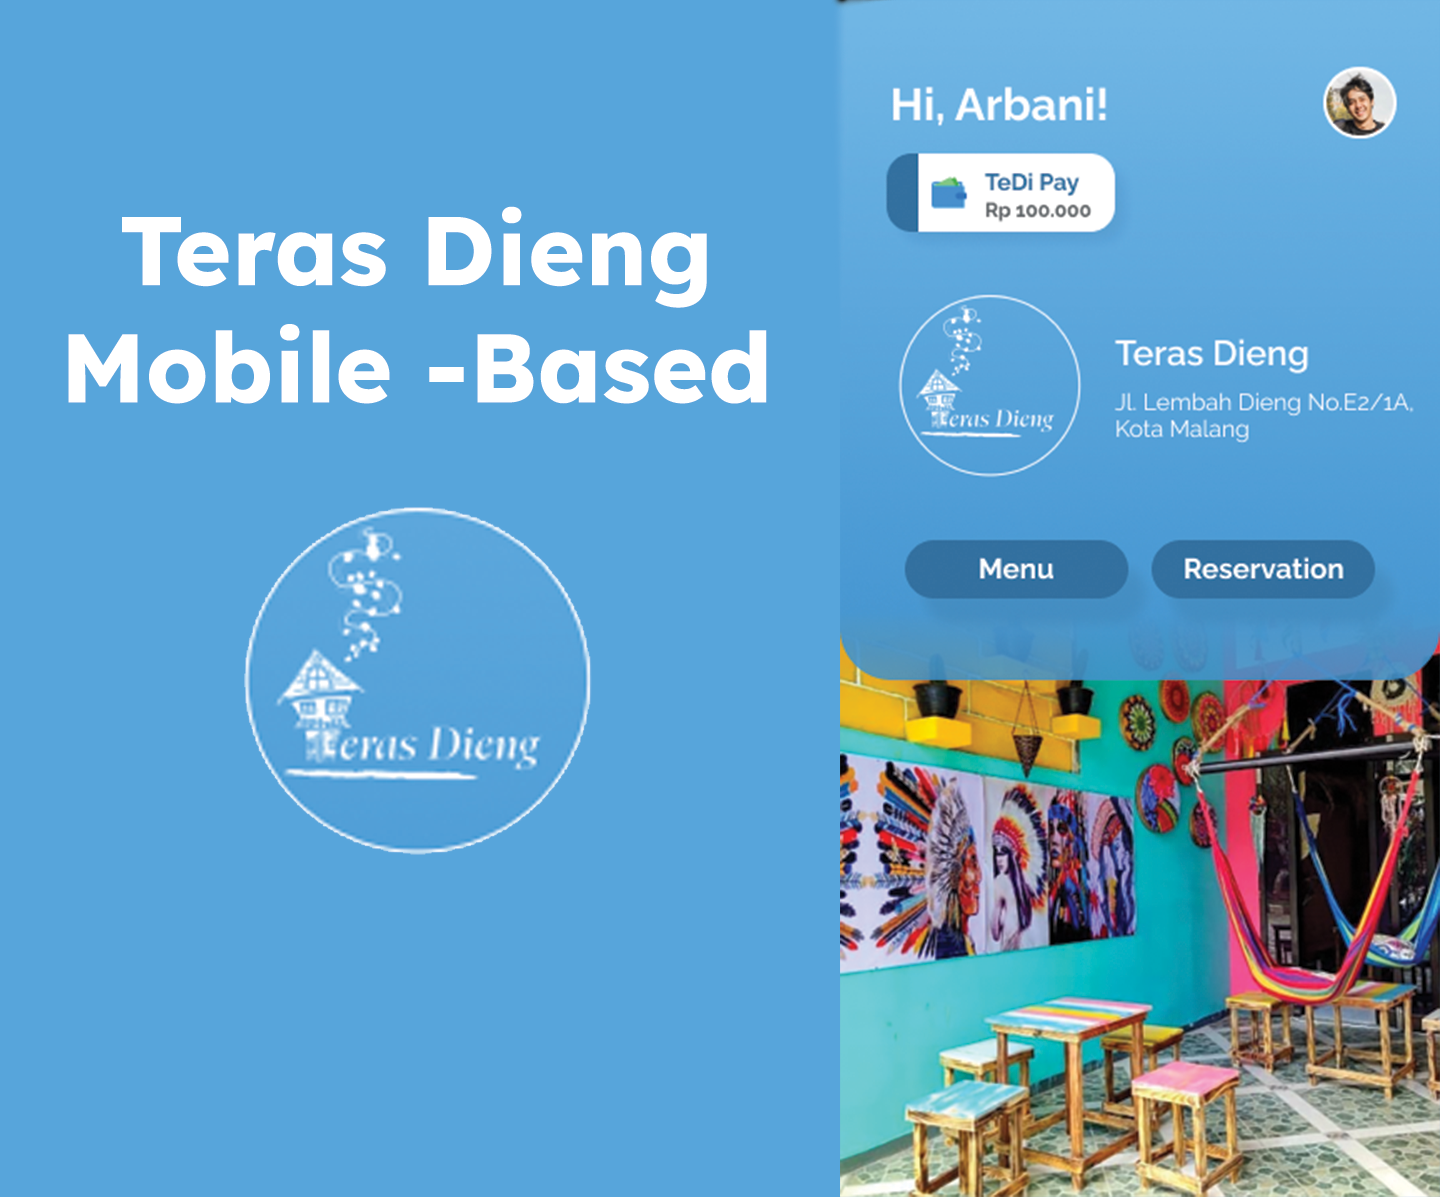 Teras Dieng
Mobile -Based
Teras Dieng
Hi, Arbani!
TeDi Pay
Rp 100.000
Teras Dieng
Teras Dieng
Jl. Lembah Dieng No.E2/1A,
Kota Malang
Menu
Reservation